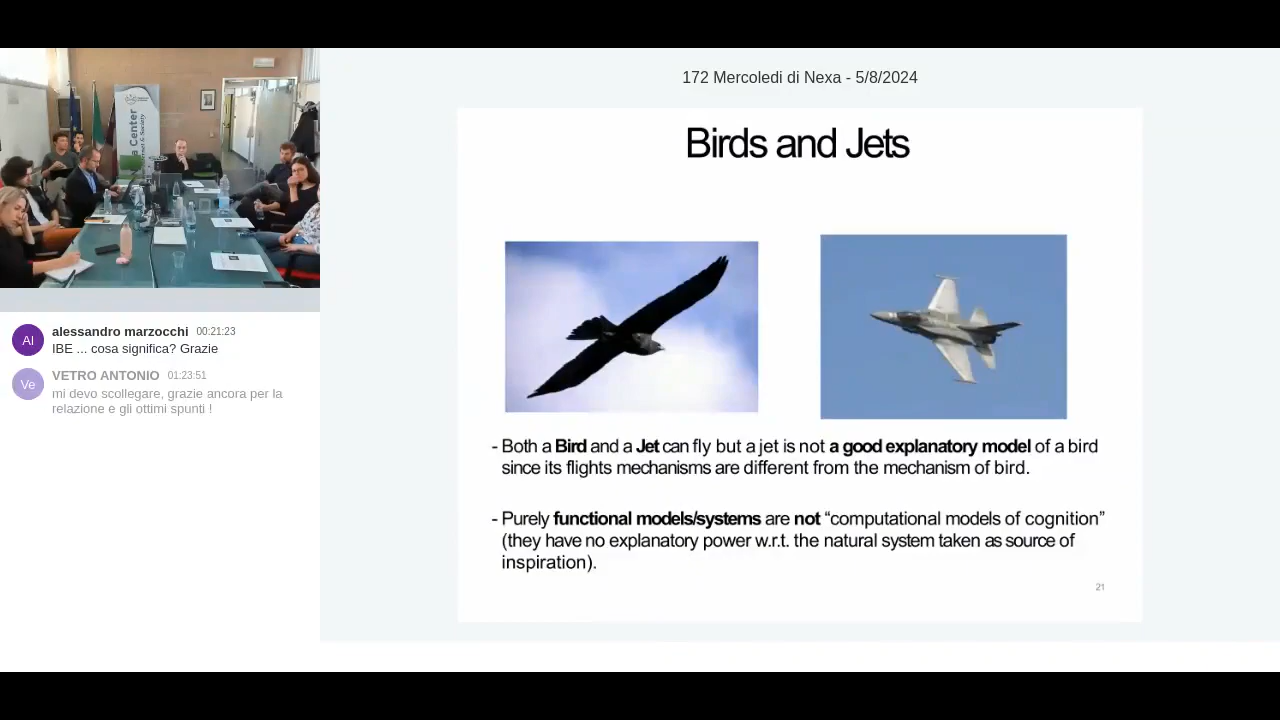 172 Mercoledi di Nexa - 5/8/2024
a Center
Internet & Society
Al
alessandro marzocchi 00:21:23
IBE ... cosa significa? Grazie
Ve
VETRO ANTONIO 01:23:51
mi devo scollegare, grazie ancora per la
relazione e gli ottimi spunti !
Birds and Jets
- Both a Bird and a Jet can fly but a jet is not a good explanatory model of a bird
since its flights mechanisms are different from the mechanism of bird.
- Purely functional models/systems are not “computational models of cognition”
(they have no explanatory power w.r.t. the natural system taken as source of
inspiration).
21